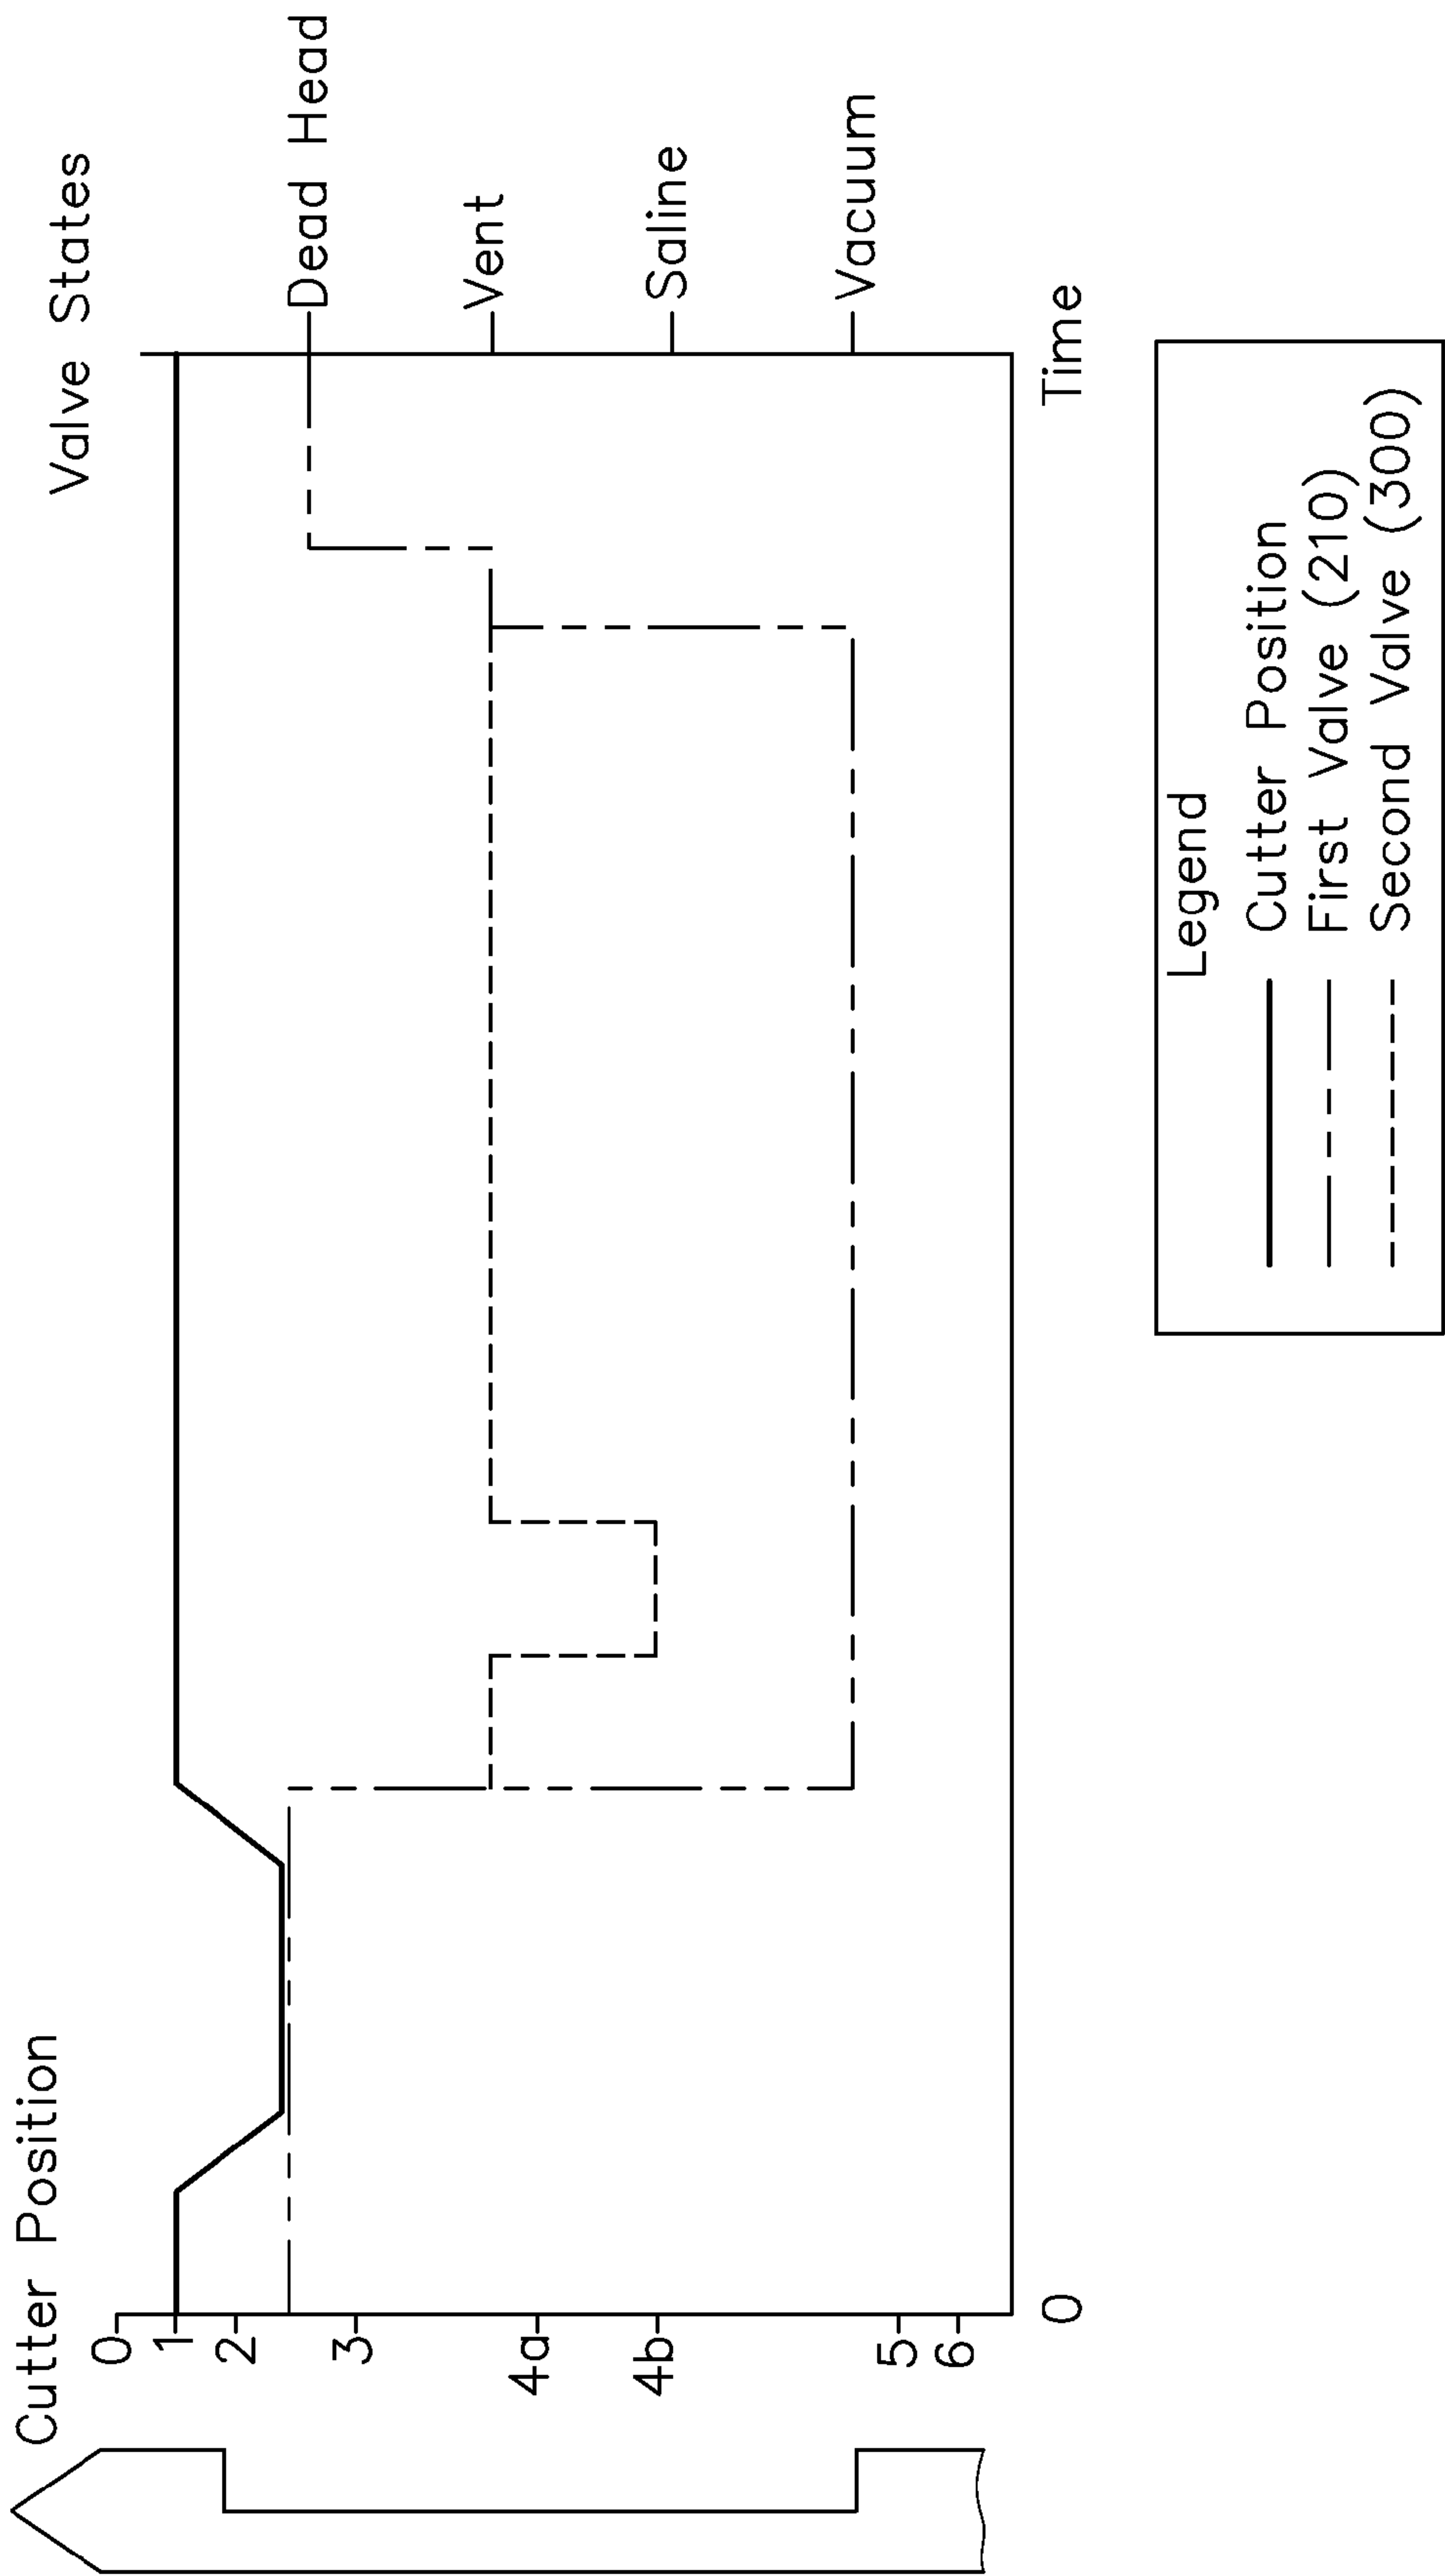 Cutter Position
Valve States
0
1
2
3
4a
4b
5
6
Dead Head
Vent
Saline
Vacuum
0
Time
Legend
Cutter Position
First Valve (210)
Second Valve (300)